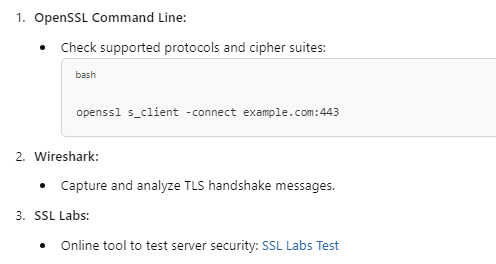 1. OpenSSL Command Line:
• Check supported protocols and cipher suites:
bash
openssl s_client -connect example.com:443
2. Wireshark:
• Capture and analyze TLS handshake messages.
3. SSL Labs:
• Online tool to test server security: SSL Labs Test